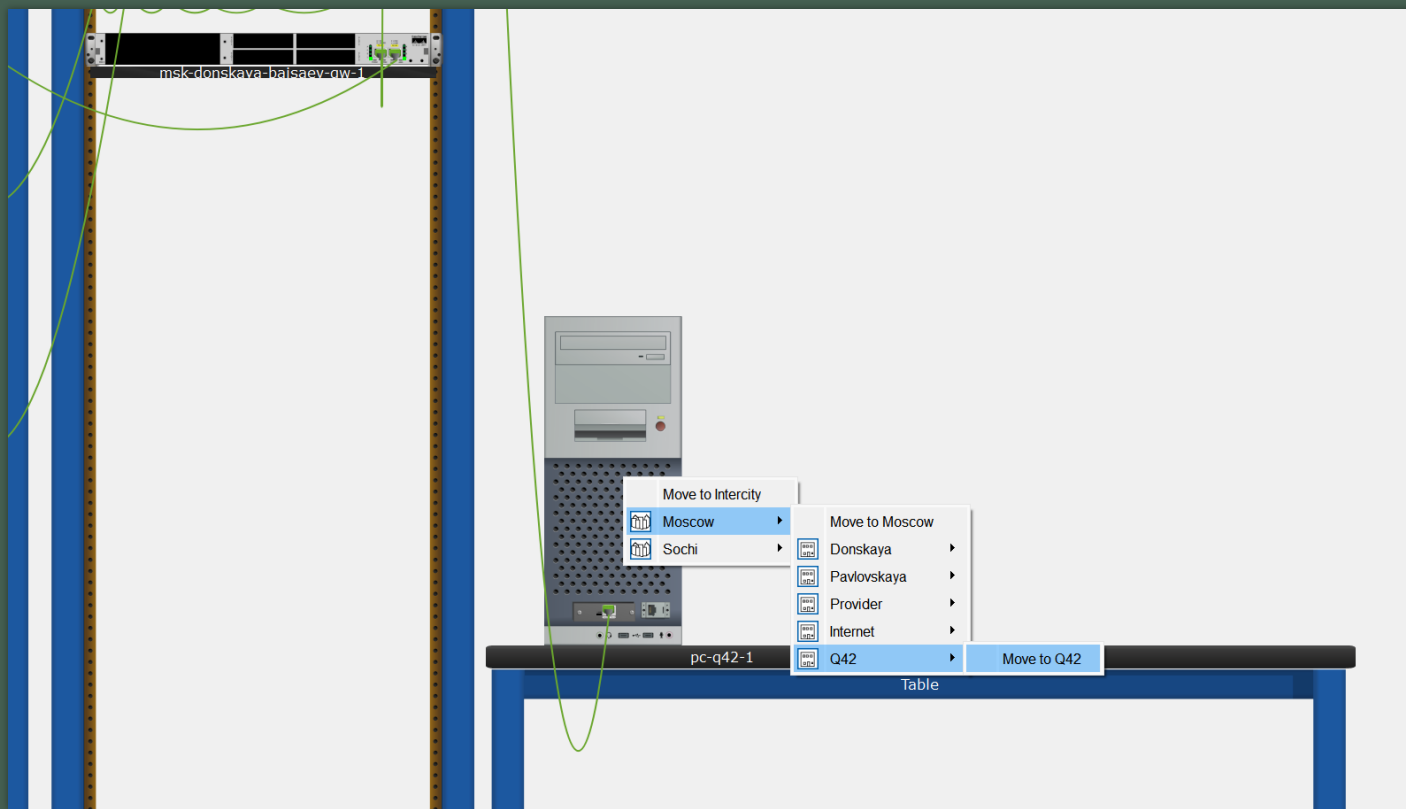 msk-donskaya-bajsaev-gw-1
Move to Intercity
Moscow
Sochi
Move to Moscow
Donskaya
Pavlovskaya
Provider
Internet
Q42
Move to Q42
pc-q42-1
Table